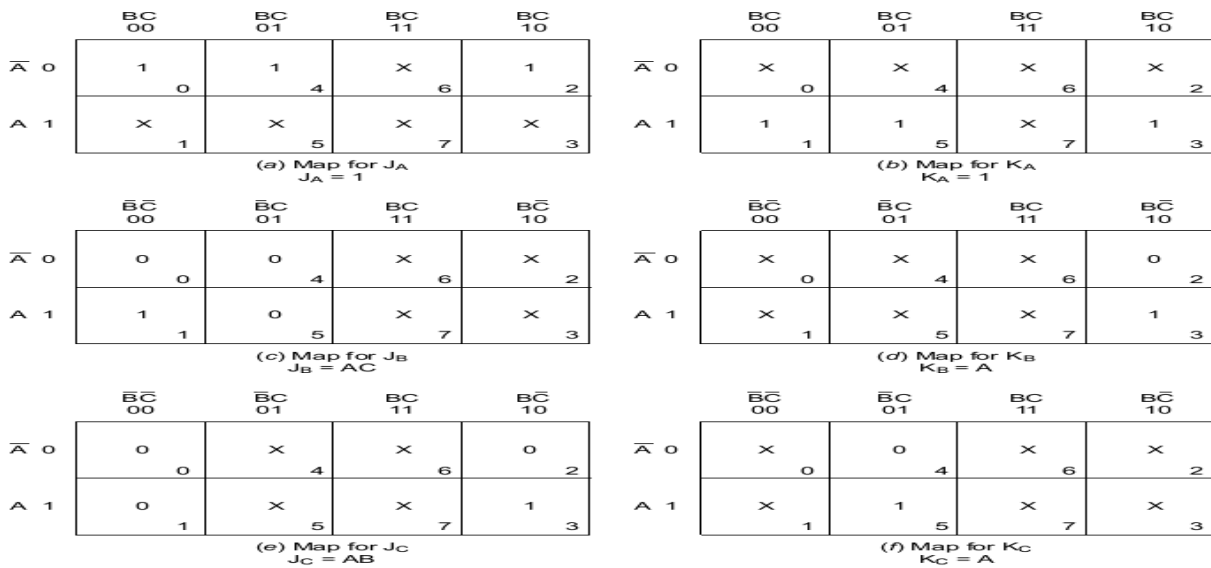 BC BC BC BC
00 01 11 10
A̅ 0 1 1 X 1
0 4 6 2
A 1 X X X X
1 5 7 3
(a) Map for J_A
J_A = 1
BC BC BC BC
00 01 11 10
A̅ 0 X X X X
0 4 6 2
A 1 1 1 X 1
1 5 7 3
(b) Map for K_A
K_A = 1
B̅C̅ B̅C BC BC̅
00 01 11 10
A̅ 0 0 0 X X
0 4 6 2
A 1 1 0 X X
1 5 7 3
(c) Map for J_B
J_B = AC
B̅C̅ B̅C BC BC̅
00 01 11 10
A̅ 0 X X X 0
0 4 6 2
A 1 X X X 1
1 5 7 3
(d) Map for K_B
K_B = A
B̅C̅ B̅C BC BC̅
00 01 11 10
A̅ 0 0 X X 0
0 4 6 2
A 1 0 X X 1
1 5 7 3
(e) Map for J_C
J_C = AB
B̅C̅ B̅C BC BC̅
00 01 11 10
A̅ 0 X 0 X X
0 4 6 2
A 1 X 1 X X
1 5 7 3
(f) Map for K_C
K_C = A